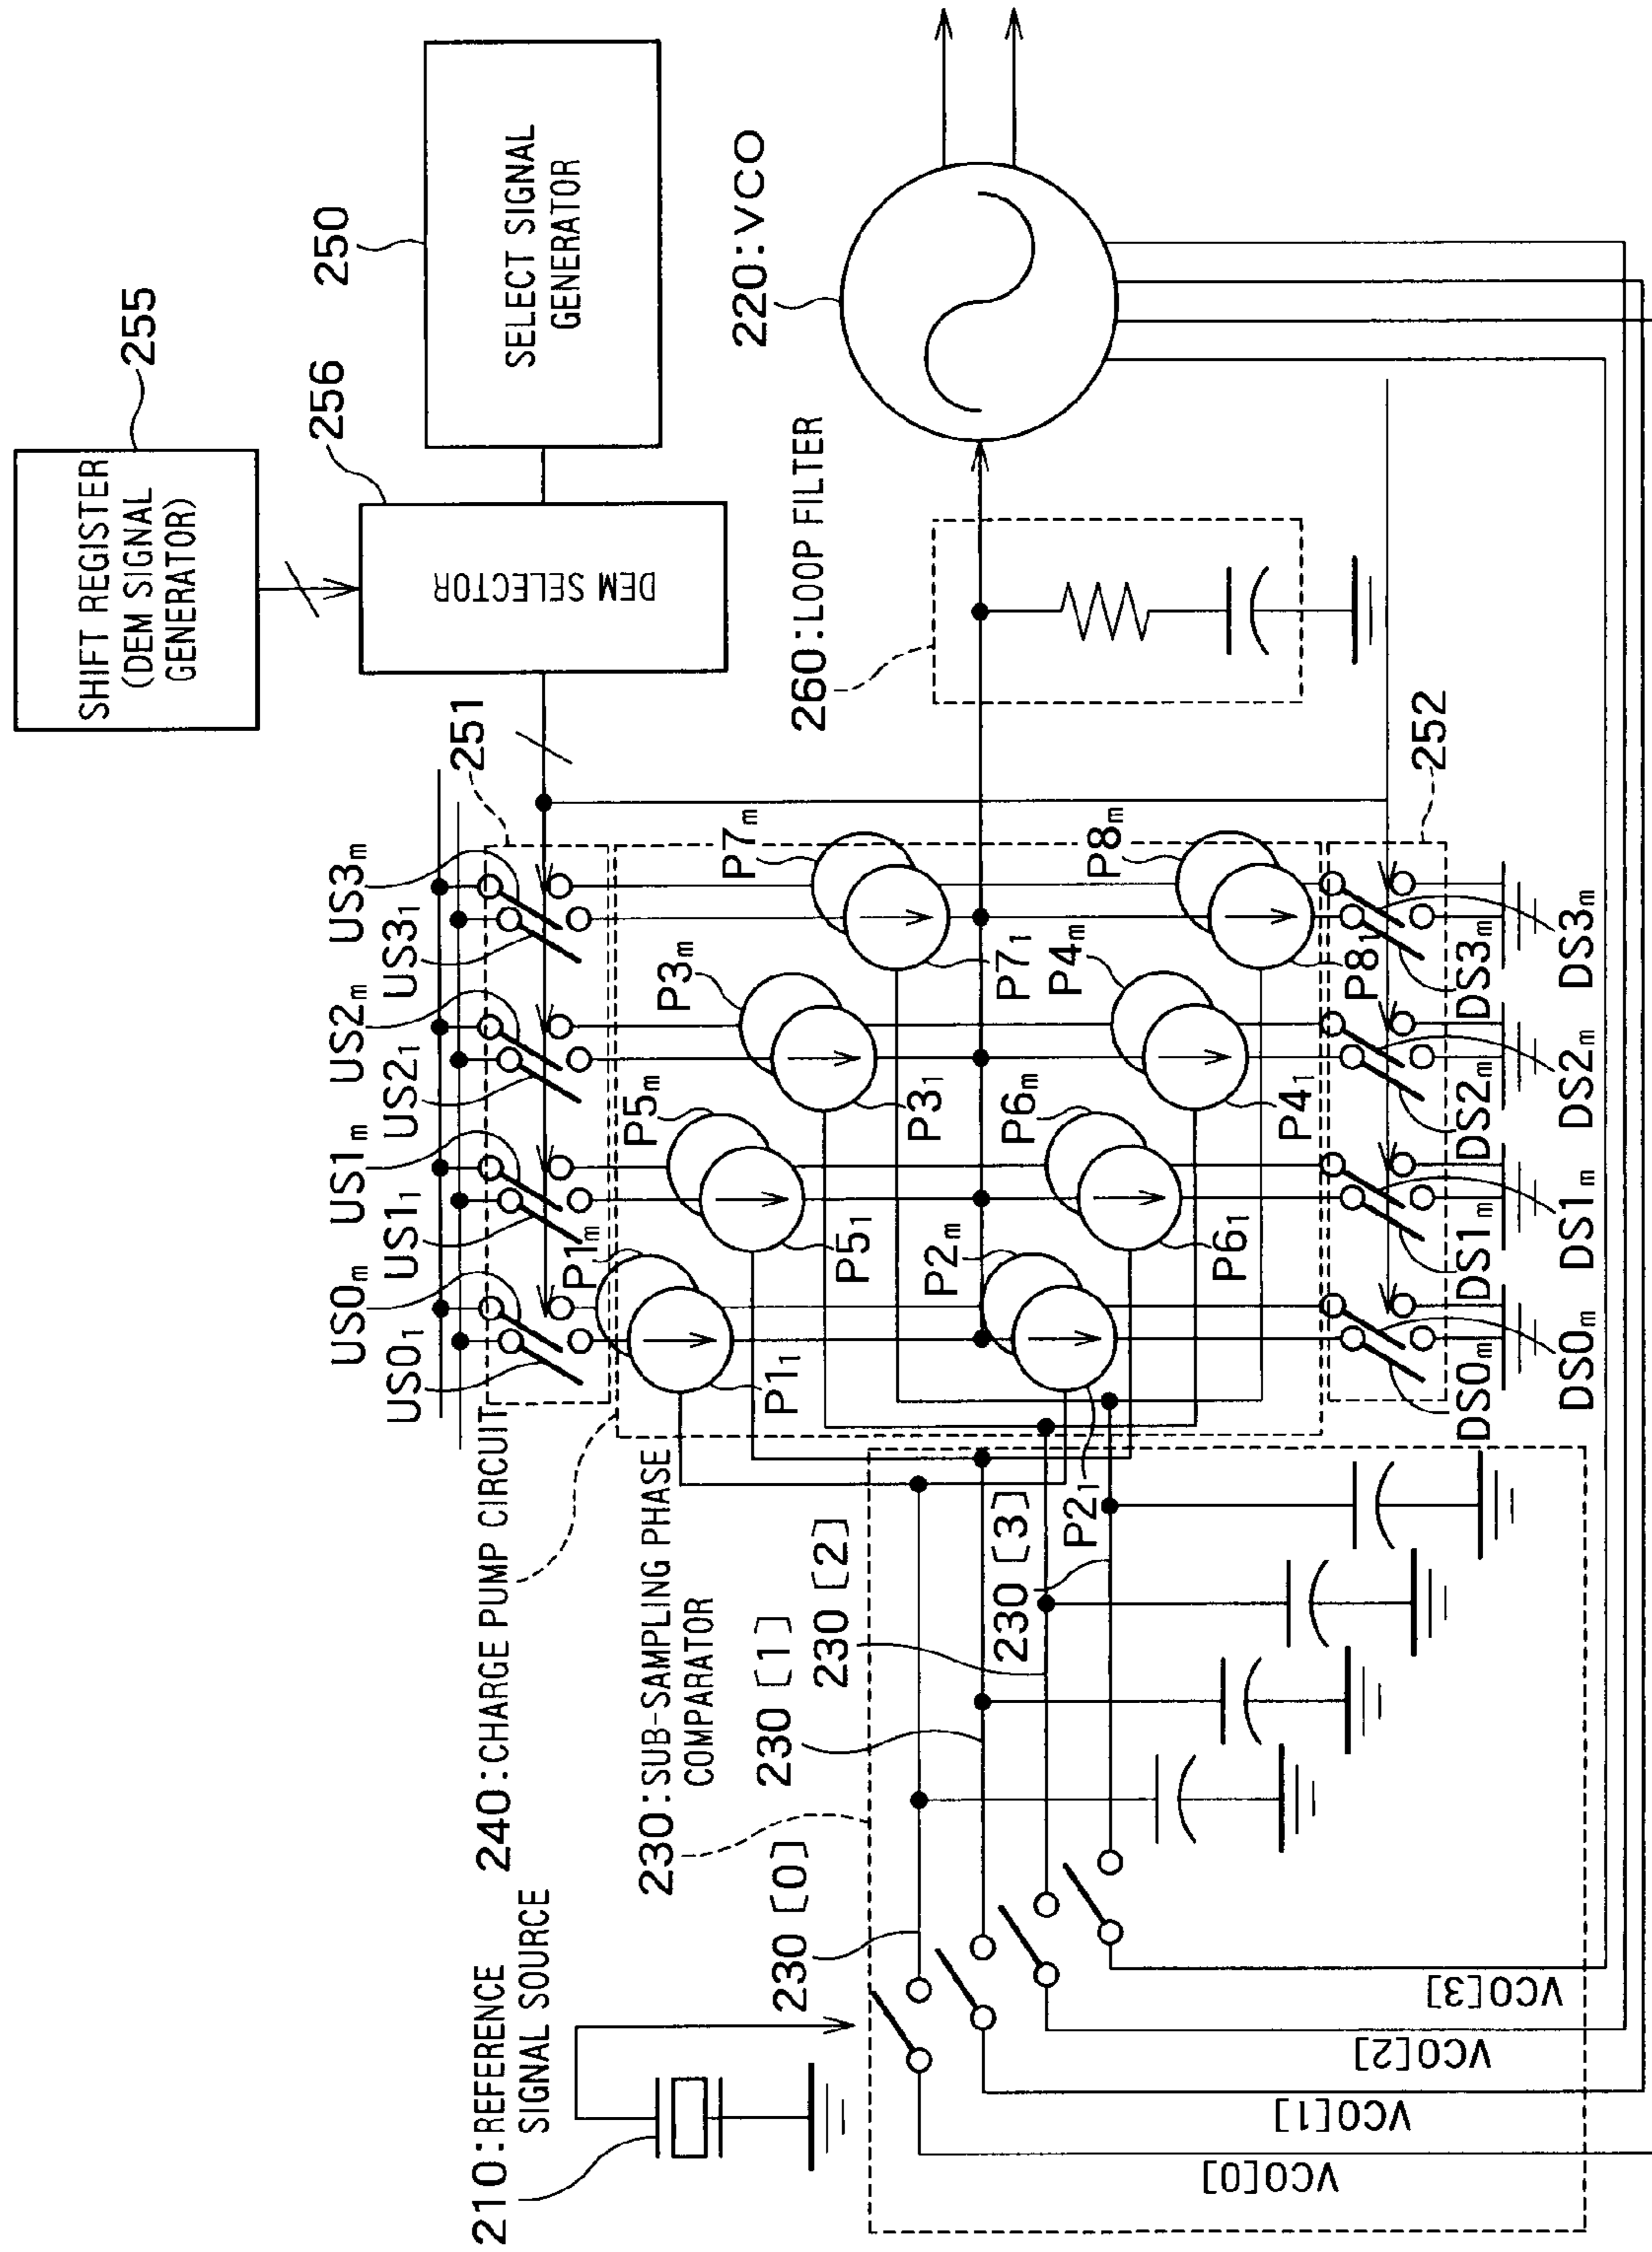 SHIFT REGISTER
(DEM SIGNAL
GENERATOR)
255
256
250
DEM SELECTOR
SELECT SIGNAL
GENERATOR
251
US0m
US1m
US2m
US3m
US01
US11
US21
US31
240:CHARGE PUMP CIRCUIT
P1m
P5m
P3m
P7m
P11
P51
P31
P71
220:VCO
260:LOOP FILTER
210:REFERENCE
SIGNAL SOURCE
230:SUB-SAMPLING PHASE
COMPARATOR
230 [0]
230 [1]
230 [2]
230 [3]
P2m
P6m
P4m
P8m
P21
P61
P41
P81
252
DS0m
DS1m
DS2m
DS3m
DS0m
DS1m
DS2m
DS3m
VCO[0]
VCO[1]
VCO[2]
VCO[3]